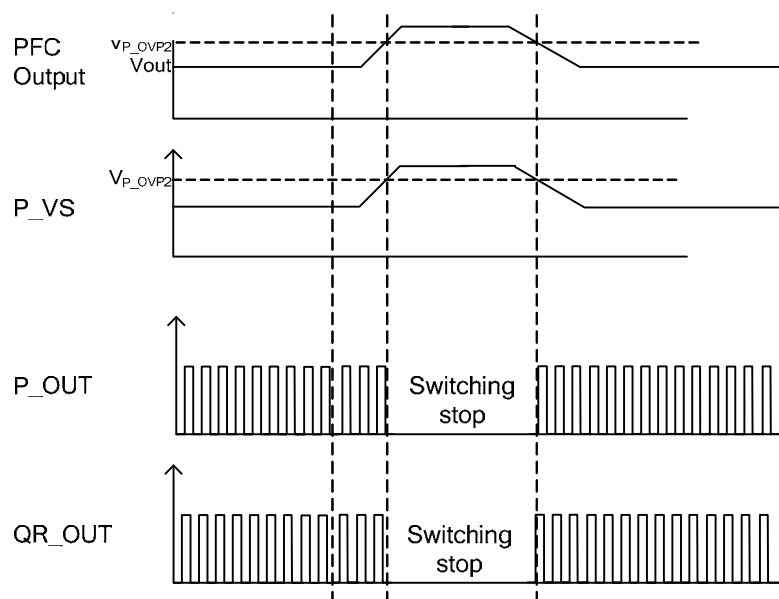 PFC
Output
VP_OVP2
Vout
VP_OVP2
P_VS
P_OUT
Switching
stop
QR_OUT
Switching
stop